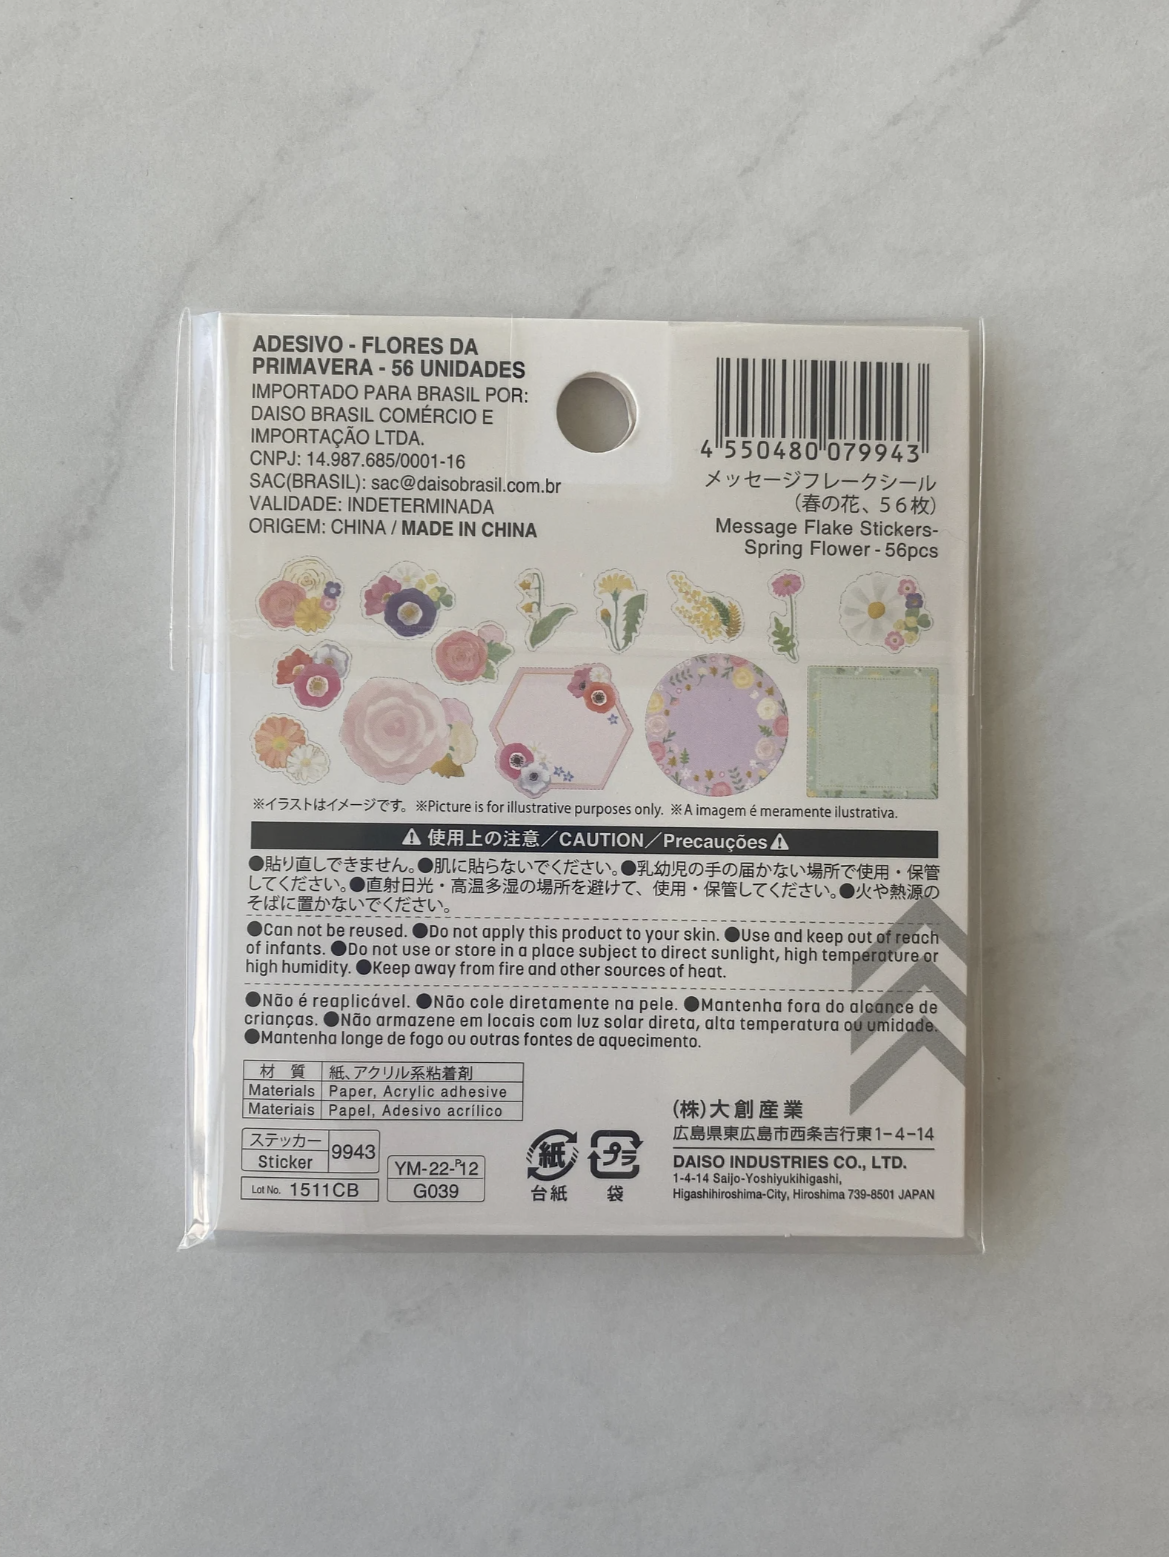 ADESIVO - FLORES DA
PRIMAVERA - 56 UNIDADES
IMPORTADO PARA BRASIL POR:
DAISO BRASIL COMÉRCIO E
IMPORTAÇÃO LTDA.
CNPJ: 14.987.685/0001-16
SAC(BRASIL): sac@daisobrasil.com.br
VALIDADE: INDETERMINADA
ORIGEM: CHINA / MADE IN CHINA
4 550480 079943
メッセージフレークシール
(春の花、56枚)
Message Flake Stickers-
Spring Flower - 56pcs
※イラストはイメージです。 ※Picture is for illustrative purposes only. ※A imagem é meramente ilustrativa.
使用上の注意／CAUTION／Precauções
●貼り直しできません。●肌に貼らないでください。●乳幼児の手の届かない場所で使用・保管
してください。●直射日光・高温多湿の場所を避けて、使用・保管してください。●火や熱源の
そばに置かないでください。
●Can not be reused. ●Do not apply this product to your skin. ●Use and keep out of reach
of infants. ●Do not use or store in a place subject to direct sunlight, high temperature or
high humidity. ●Keep away from fire and other sources of heat.
●Não é reaplicável. ●Não cole diretamente na pele. ●Mantenha fora do alcance de
crianças. ●Não armazene em locais com luz solar direta, alta temperatura ou umidade.
●Mantenha longe de fogo ou outras fontes de aquecimento.
材 質 紙、アクリル系粘着剤
Materials Paper, Acrylic adhesive
Materiais Papel, Adesivo acrílico
ステッカー
Sticker
9943
Lot No. 1511CB
YM-22-P12
G039
紙
台紙
プラ
袋
(株)大創産業
広島県東広島市西条吉行東1-4-14
DAISO INDUSTRIES CO., LTD.
1-4-14 Saijo-Yoshiyukihigashi,
Higashihiroshima-City, Hiroshima 739-8501 JAPAN